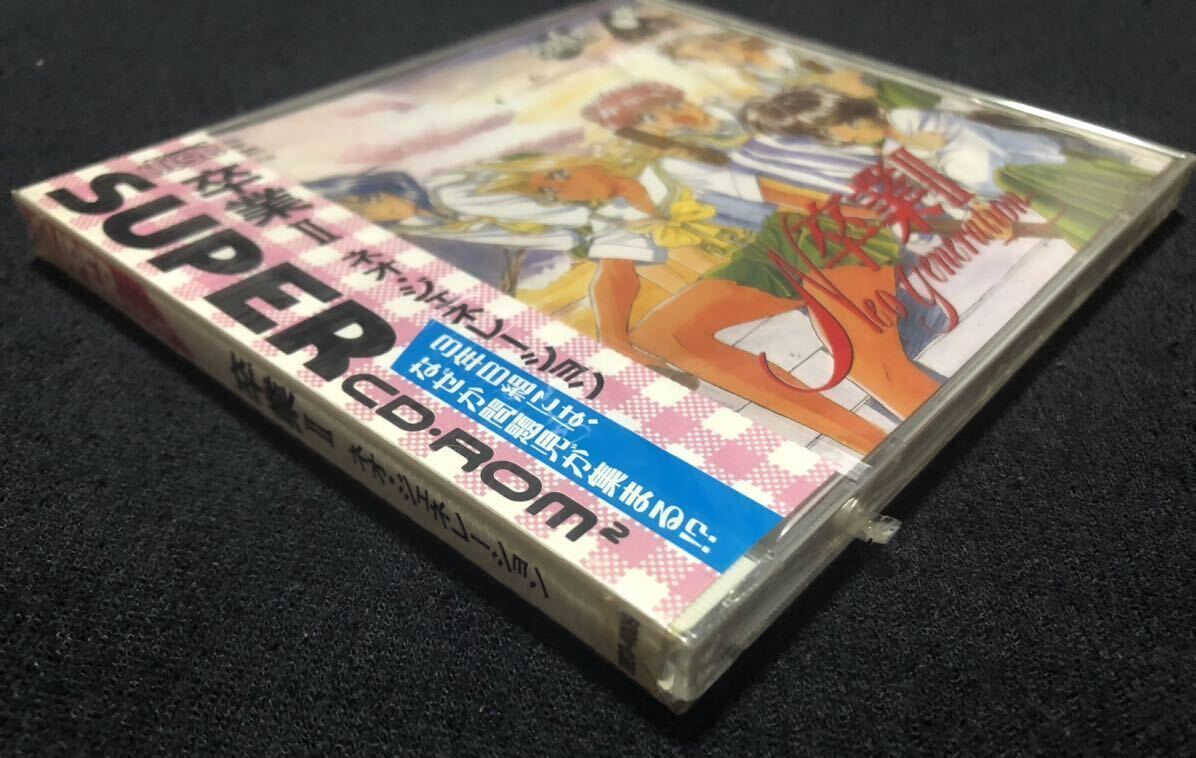 卒業Ⅱ ネオ・ジェネレーション
SUPER CD・ROM²
3年B組には、
なぜか問題児が集まる!?
卒業Ⅱ
Neo Generation
卒業Ⅱ ネオ・ジェネレーション